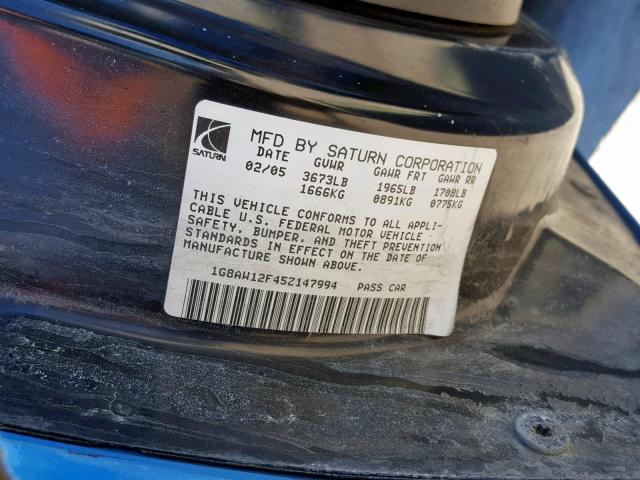 SATURN
MFD BY SATURN CORPORATION
DATE GVWR GAWR FRT GAWR RR
02/05 3673LB 1965LB 1708LB
1666KG 0891KG 0775KG
THIS VEHICLE CONFORMS TO ALL APPLI-
CABLE U.S. FEDERAL MOTOR VEHICLE
SAFETY, BUMPER, AND THEFT PREVENTION
STANDARDS IN EFFECT ON THE DATE OF
MANUFACTURE SHOWN ABOVE.
1G8AW12F45Z147994 PASS CAR